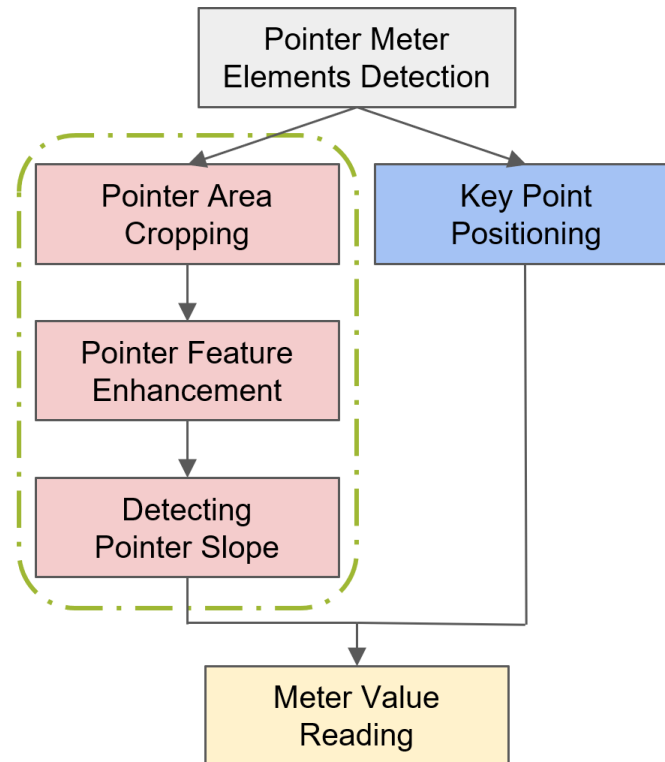 Pointer Meter
Elements Detection
Pointer Area
Cropping
Key Point
Positioning
Pointer Feature
Enhancement
Detecting
Pointer Slope
Meter Value
Reading